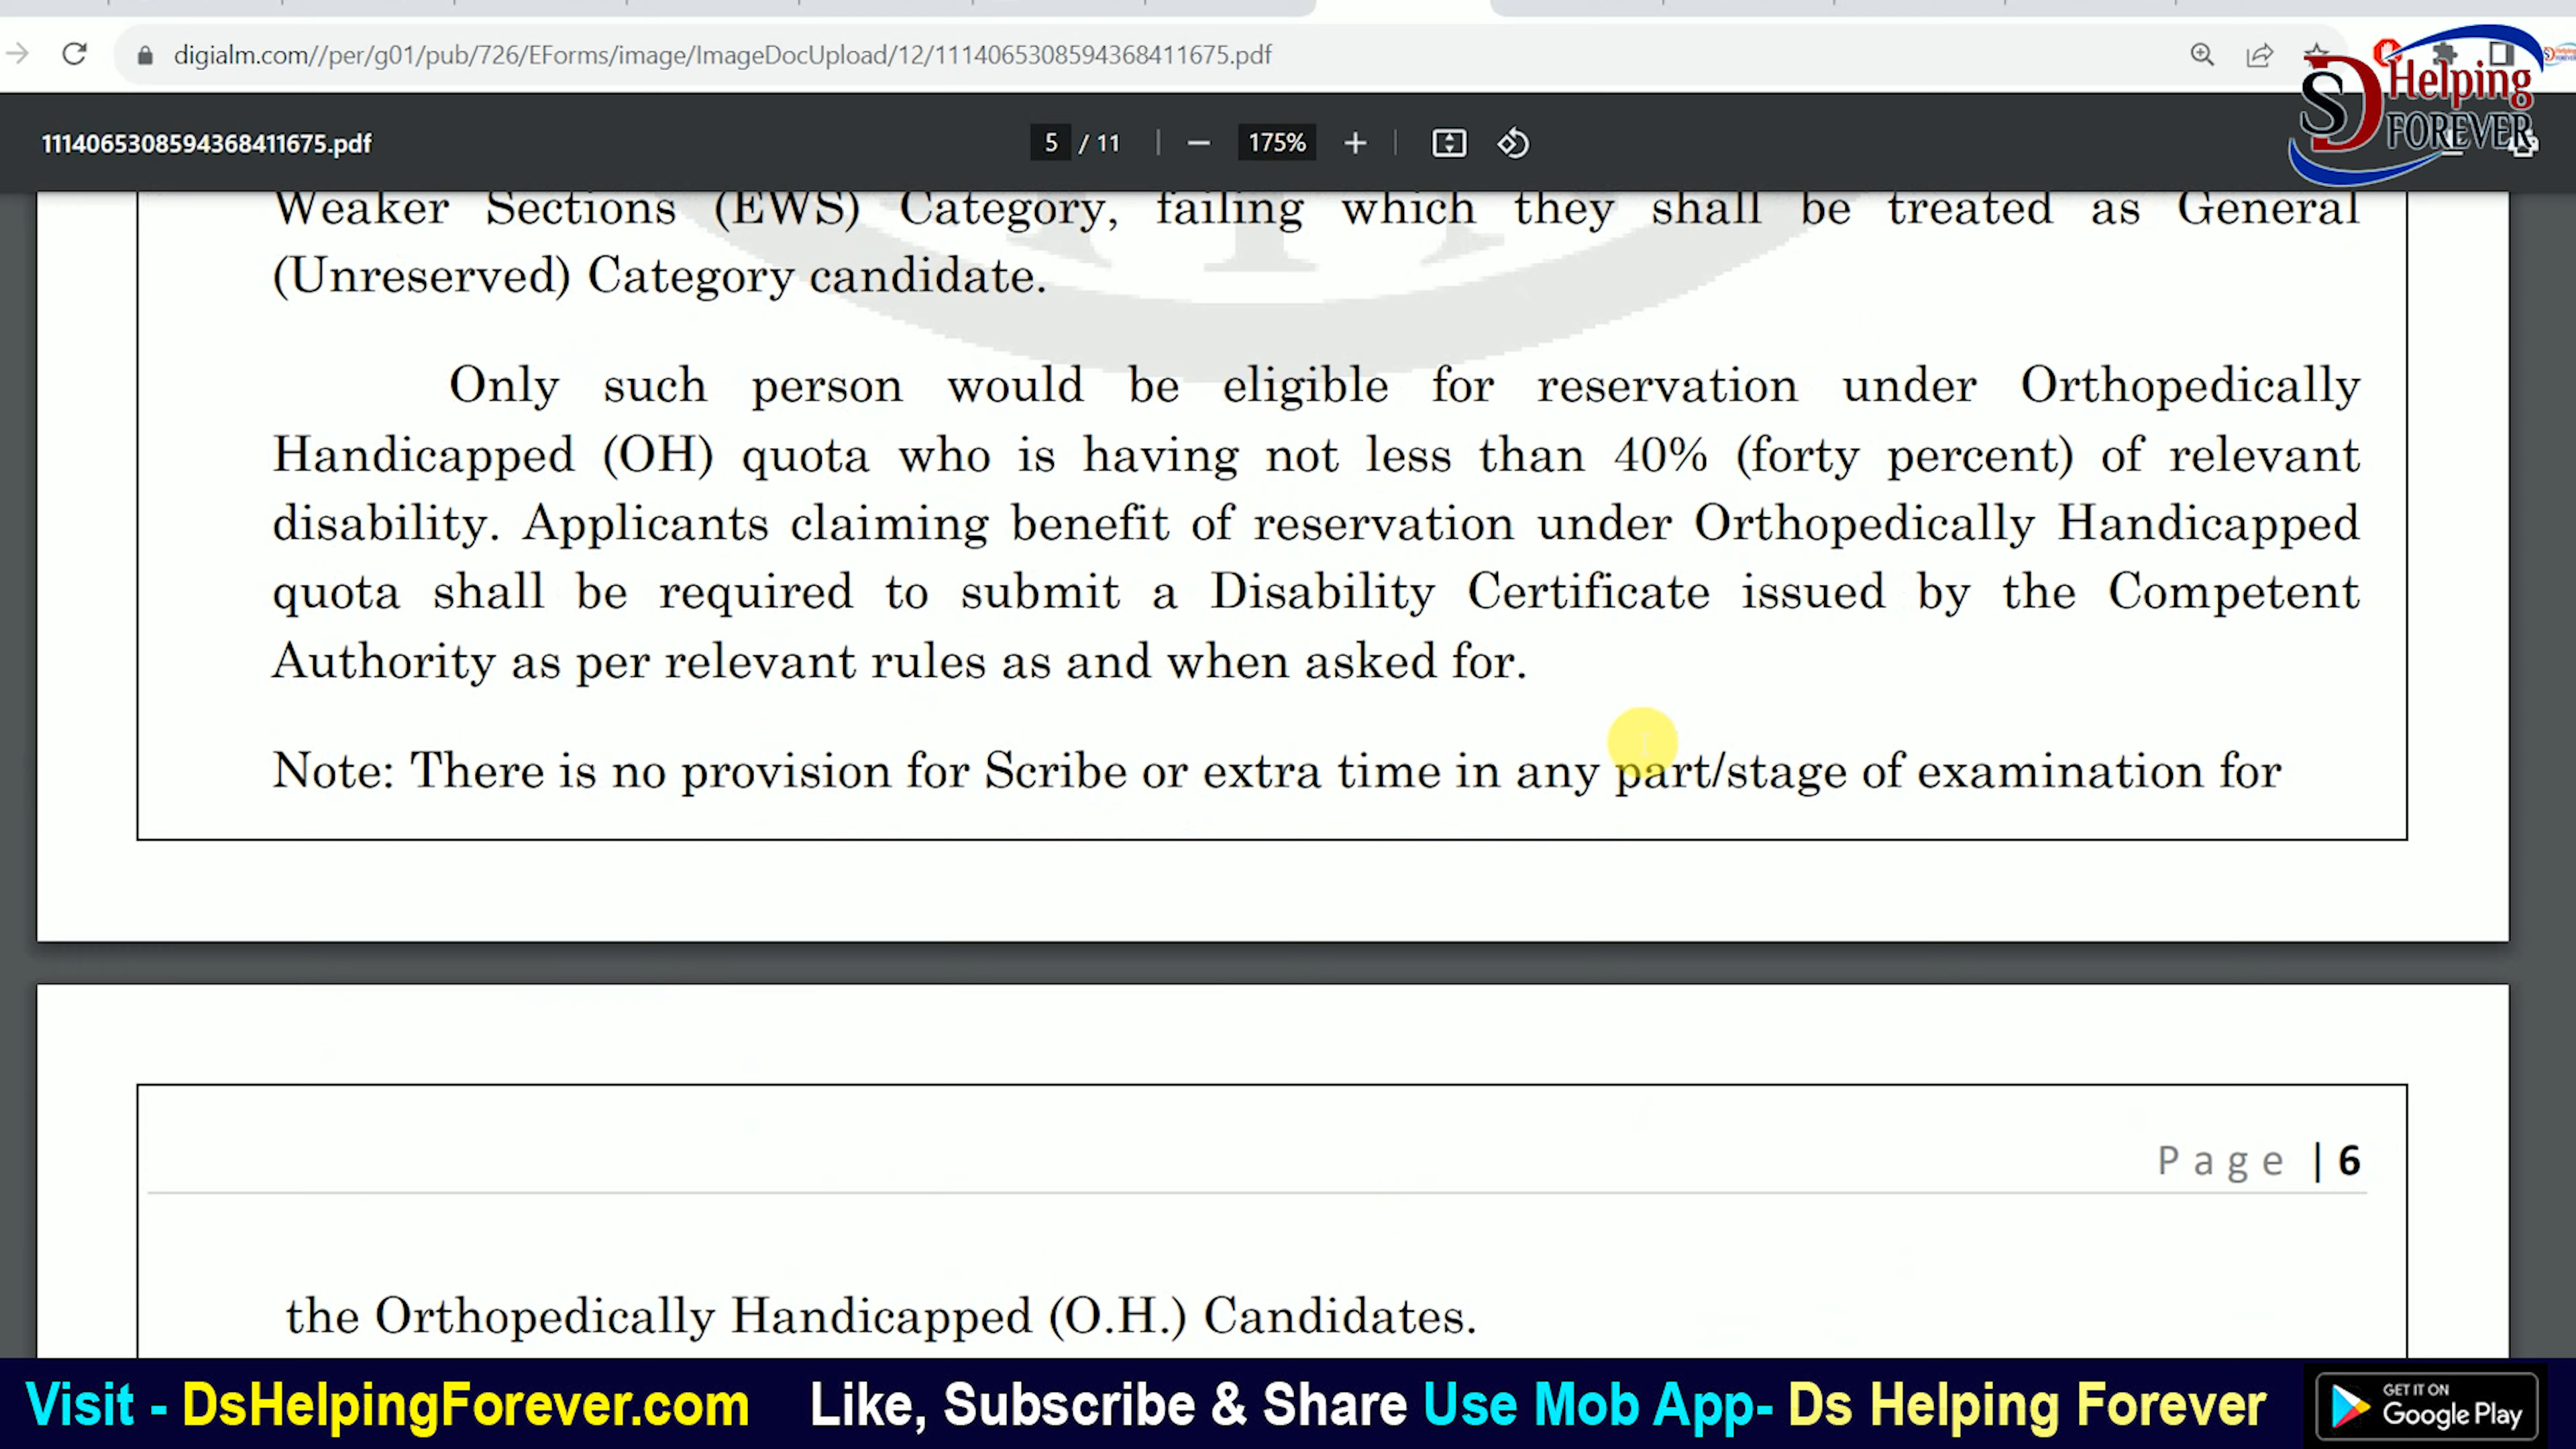 digialm.com//per/g01/pub/726/EForms/image/ImageDocUpload/12/1114065308594368411675.pdf
SD Helping FOREVER
1114065308594368411675.pdf
5 / 11
175%
Weaker Sections (EWS) Category, failing which they shall be treated as General
(Unreserved) Category candidate.
Only such person would be eligible for reservation under Orthopedically
Handicapped (OH) quota who is having not less than 40% (forty percent) of relevant
disability. Applicants claiming benefit of reservation under Orthopedically Handicapped
quota shall be required to submit a Disability Certificate issued by the Competent
Authority as per relevant rules as and when asked for.
Note: There is no provision for Scribe or extra time in any part/stage of examination for
Page | 6
the Orthopedically Handicapped (O.H.) Candidates.
Visit - DsHelpingForever.com Like, Subscribe & Share Use Mob App- Ds Helping Forever
GET IT ON
Google Play